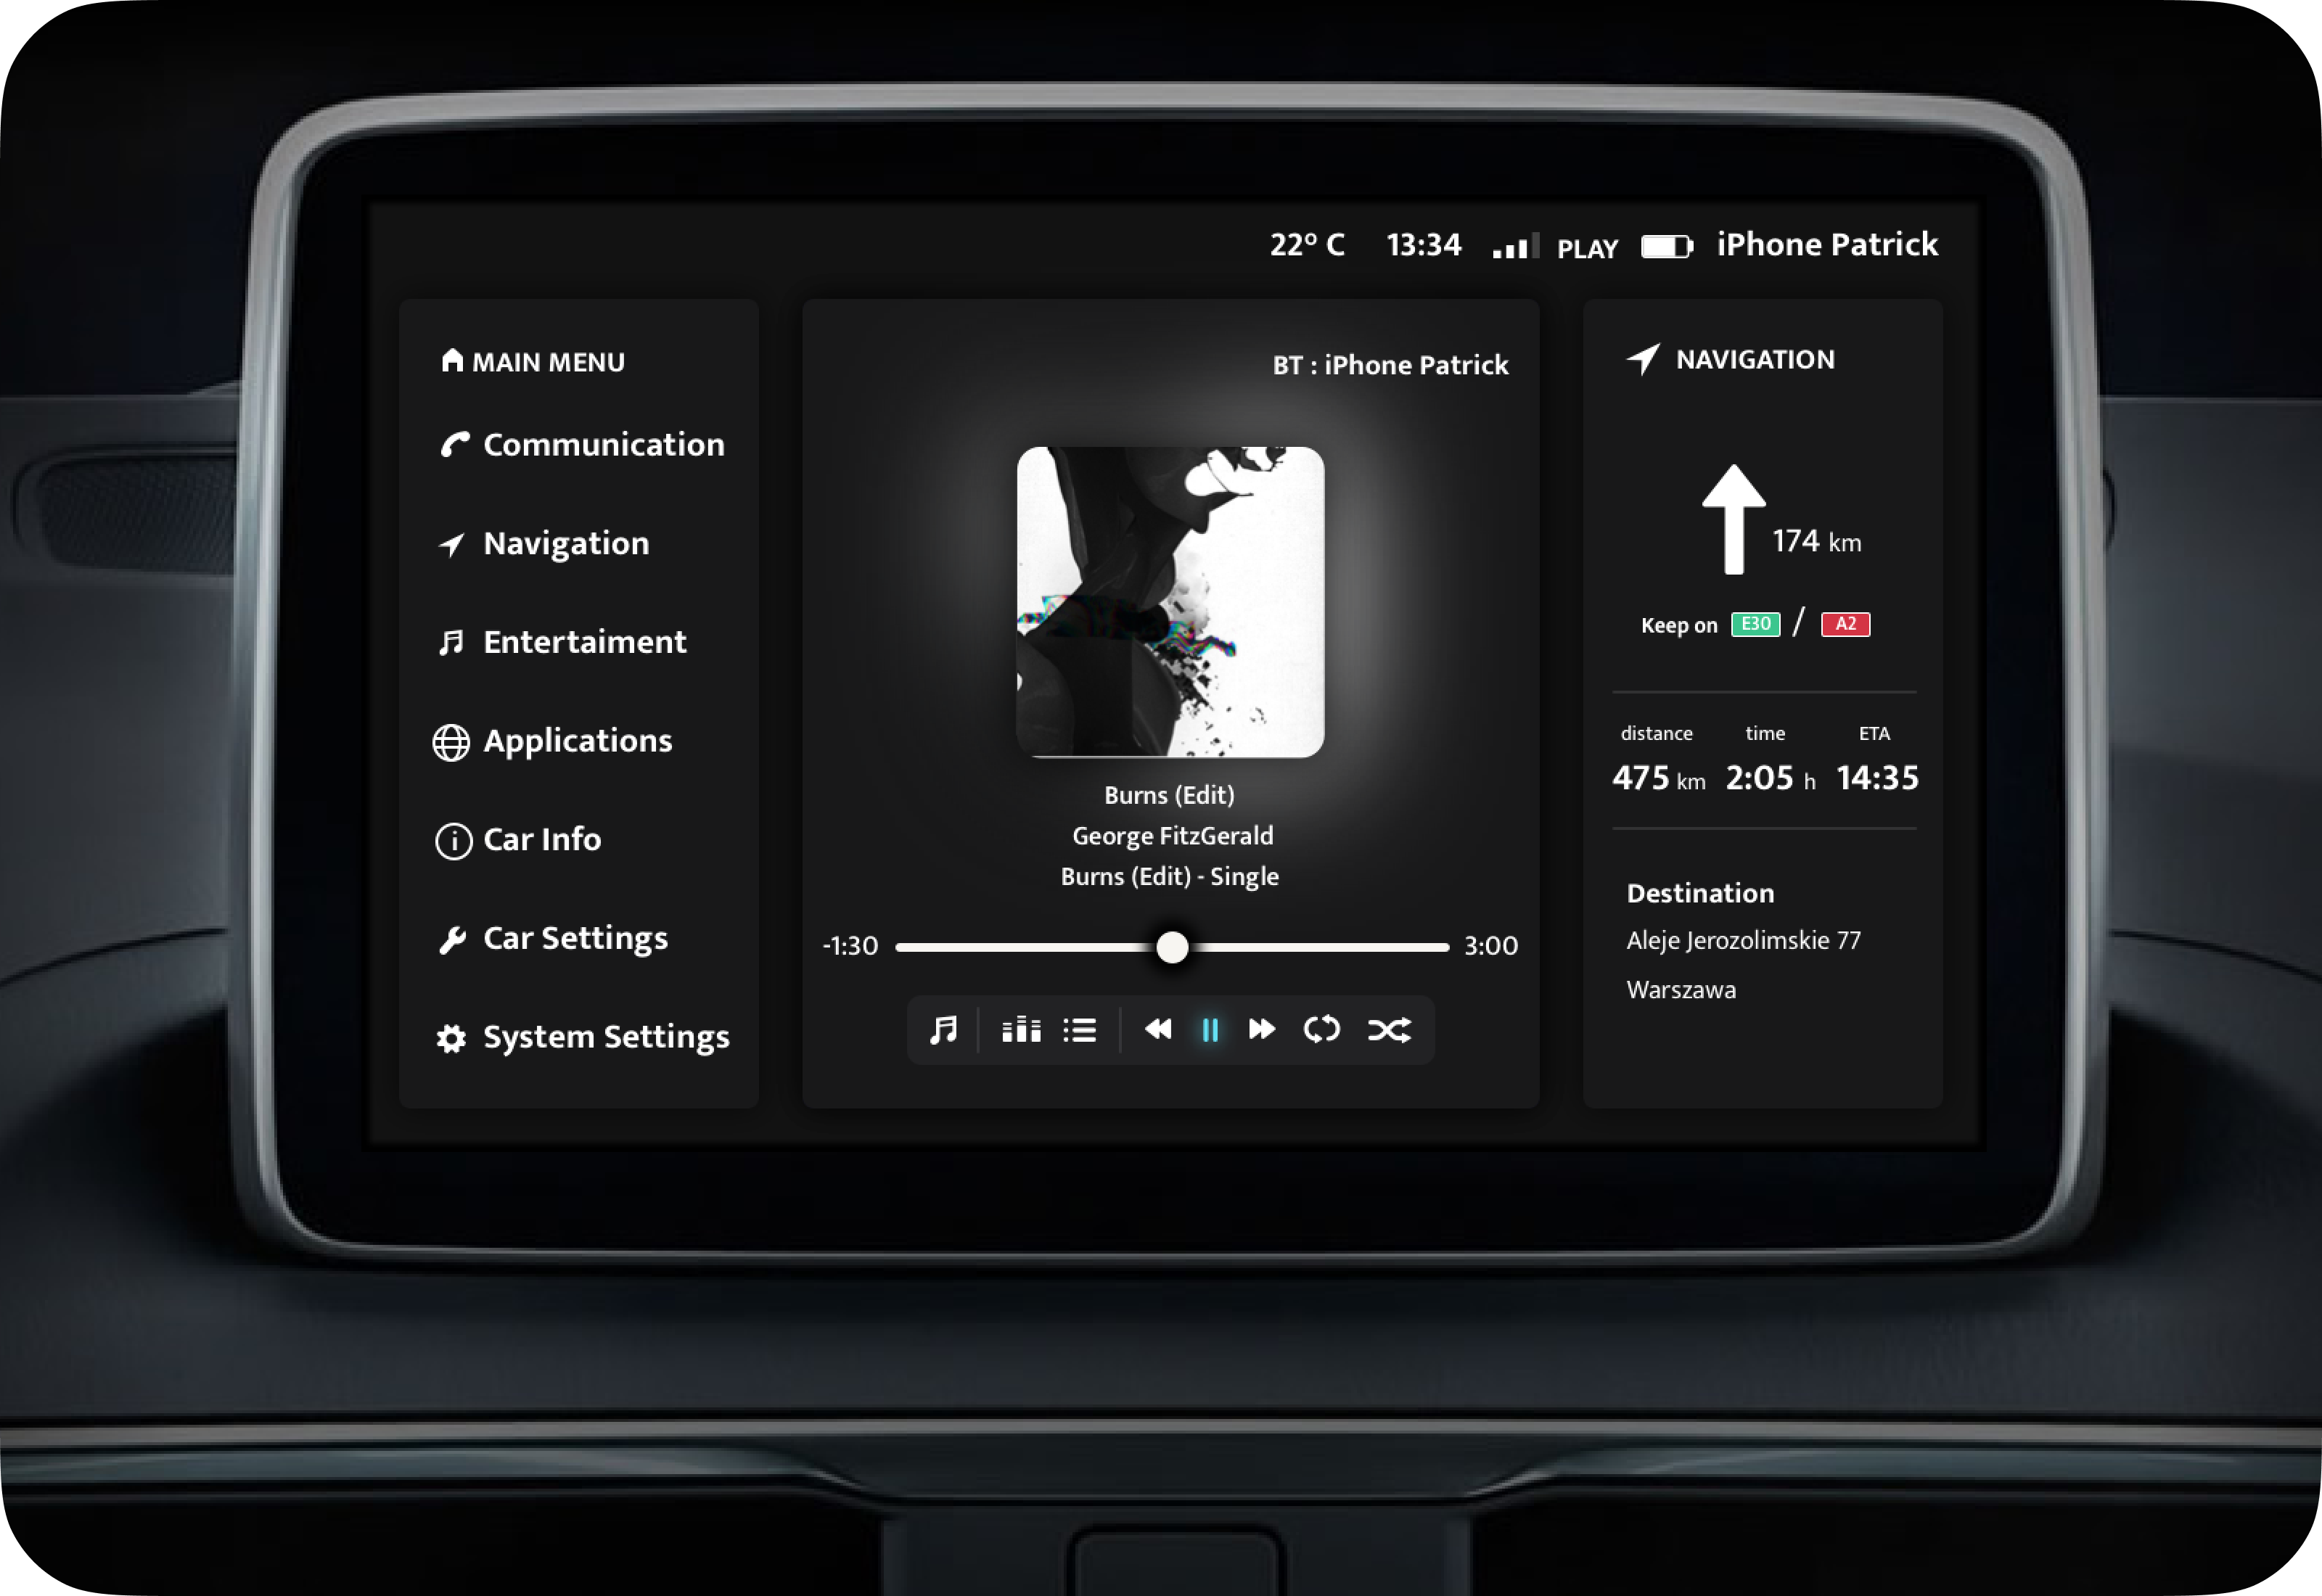 22º C 13:34 PLAY iPhone Patrick
MAIN MENU
Communication
Navigation
Entertaiment
Applications
Car Info
Car Settings
System Settings
BT : iPhone Patrick
Burns (Edit)
George FitzGerald
Burns (Edit) - Single
-1:30 3:00
NAVIGATION
174 km
Keep on E30 / A2
distance time ETA
475 km 2:05 h 14:35
Destination
Aleje Jerozolimskie 77
Warszawa